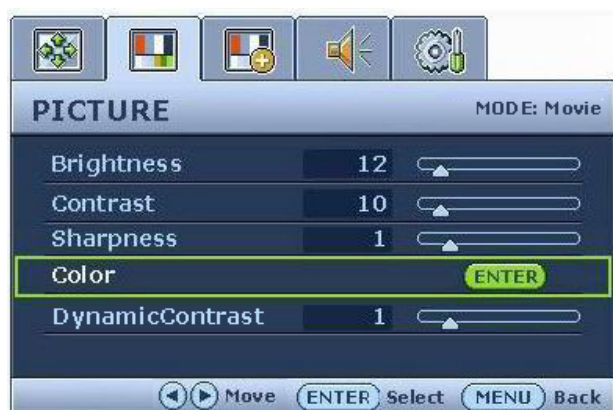 PICTURE MODE: Movie
Brightness 12
Contrast 10
Sharpness 1
Color ENTER
DynamicContrast 1
Move ENTER Select MENU Back